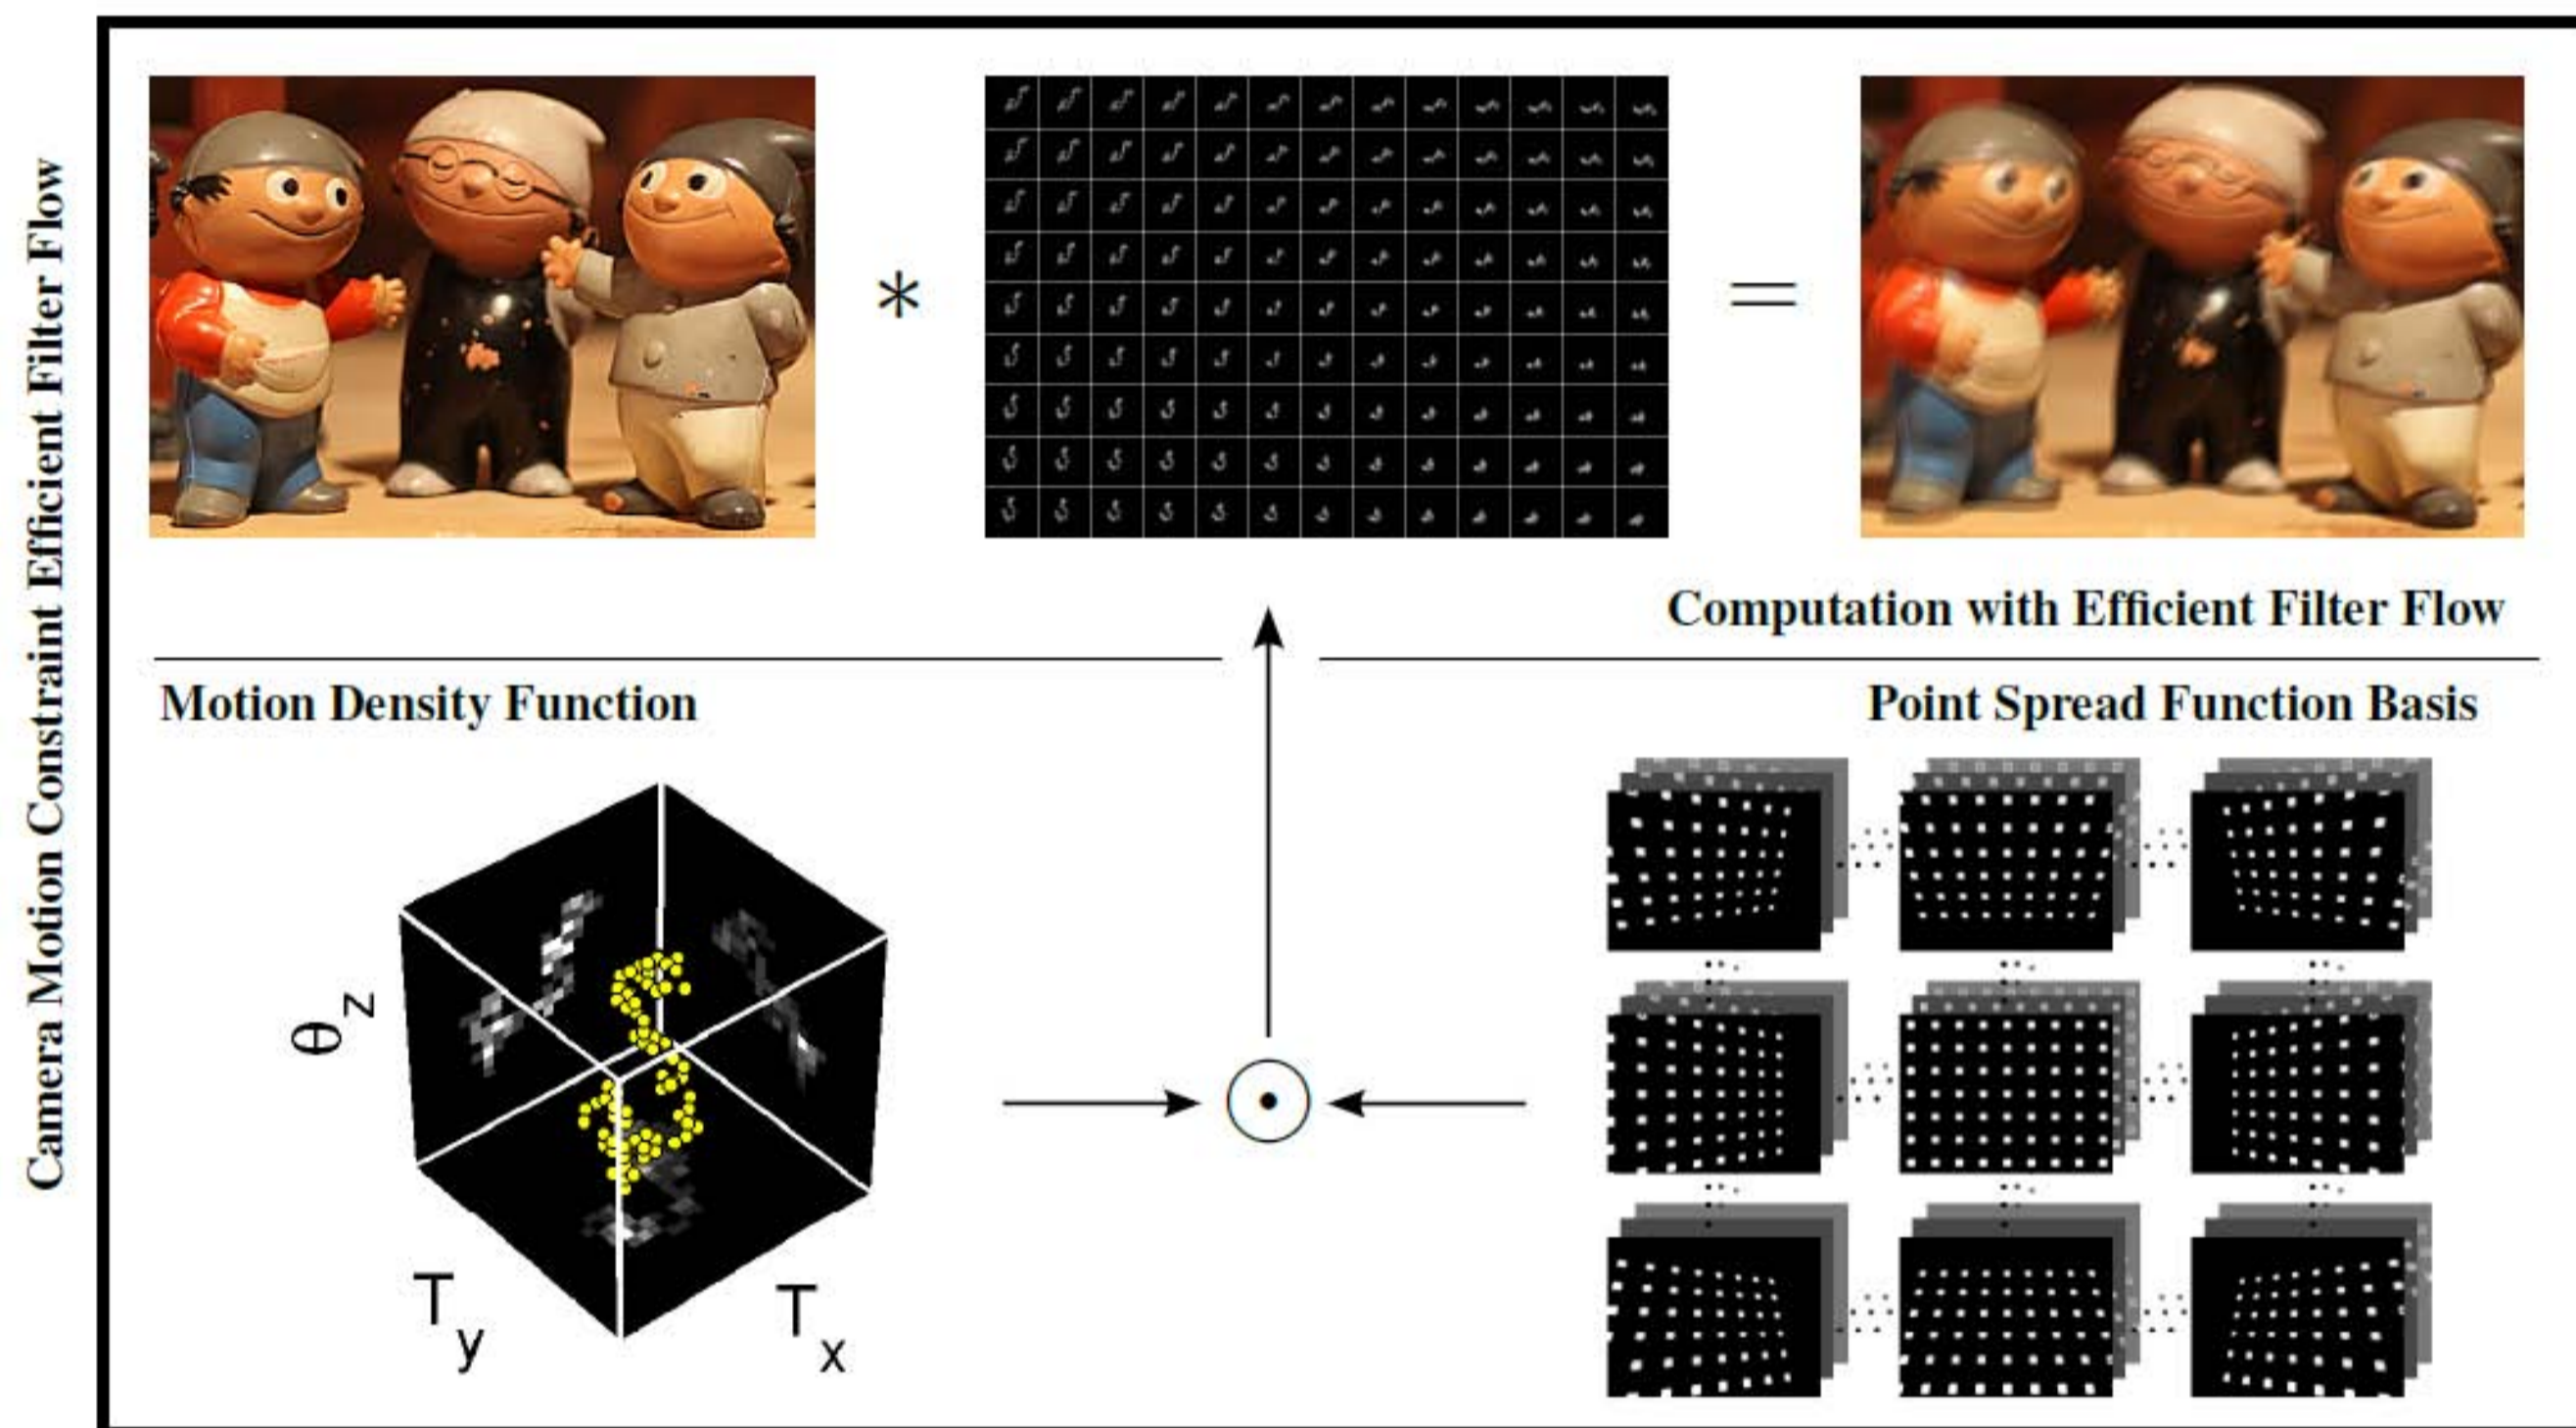 Camera Motion Constraint Efficient Filter Flow
*
=
Computation with Efficient Filter Flow
Motion Density Function
Point Spread Function Basis
θz
Ty
Tx